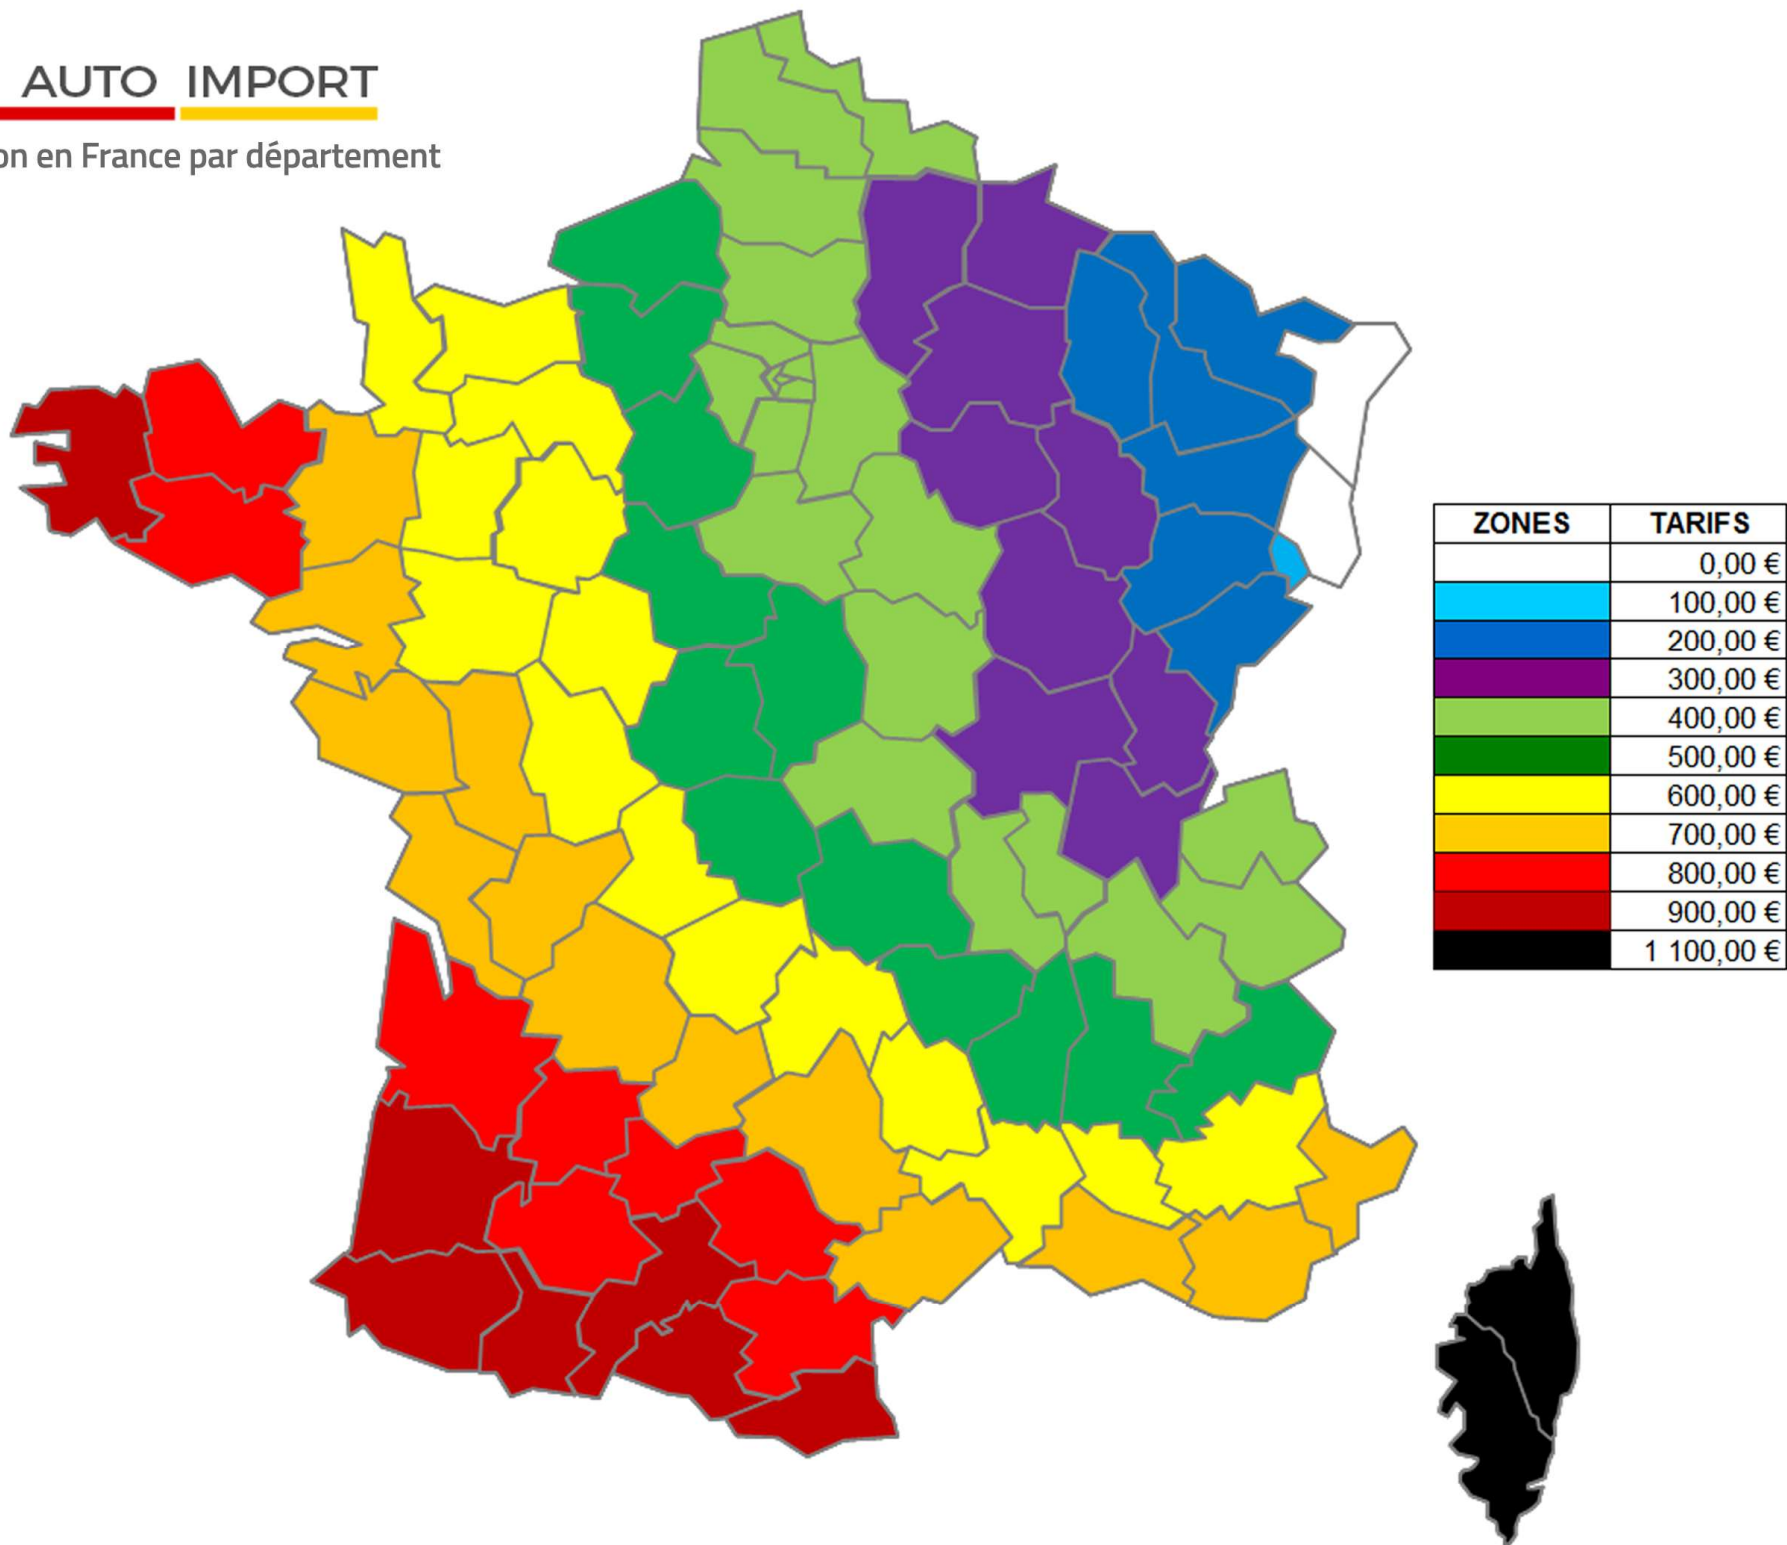 AUTO IMPORT
on en France par département
ZONES TARIFS
0,00 €
100,00 €
200,00 €
300,00 €
400,00 €
500,00 €
600,00 €
700,00 €
800,00 €
900,00 €
1 100,00 €